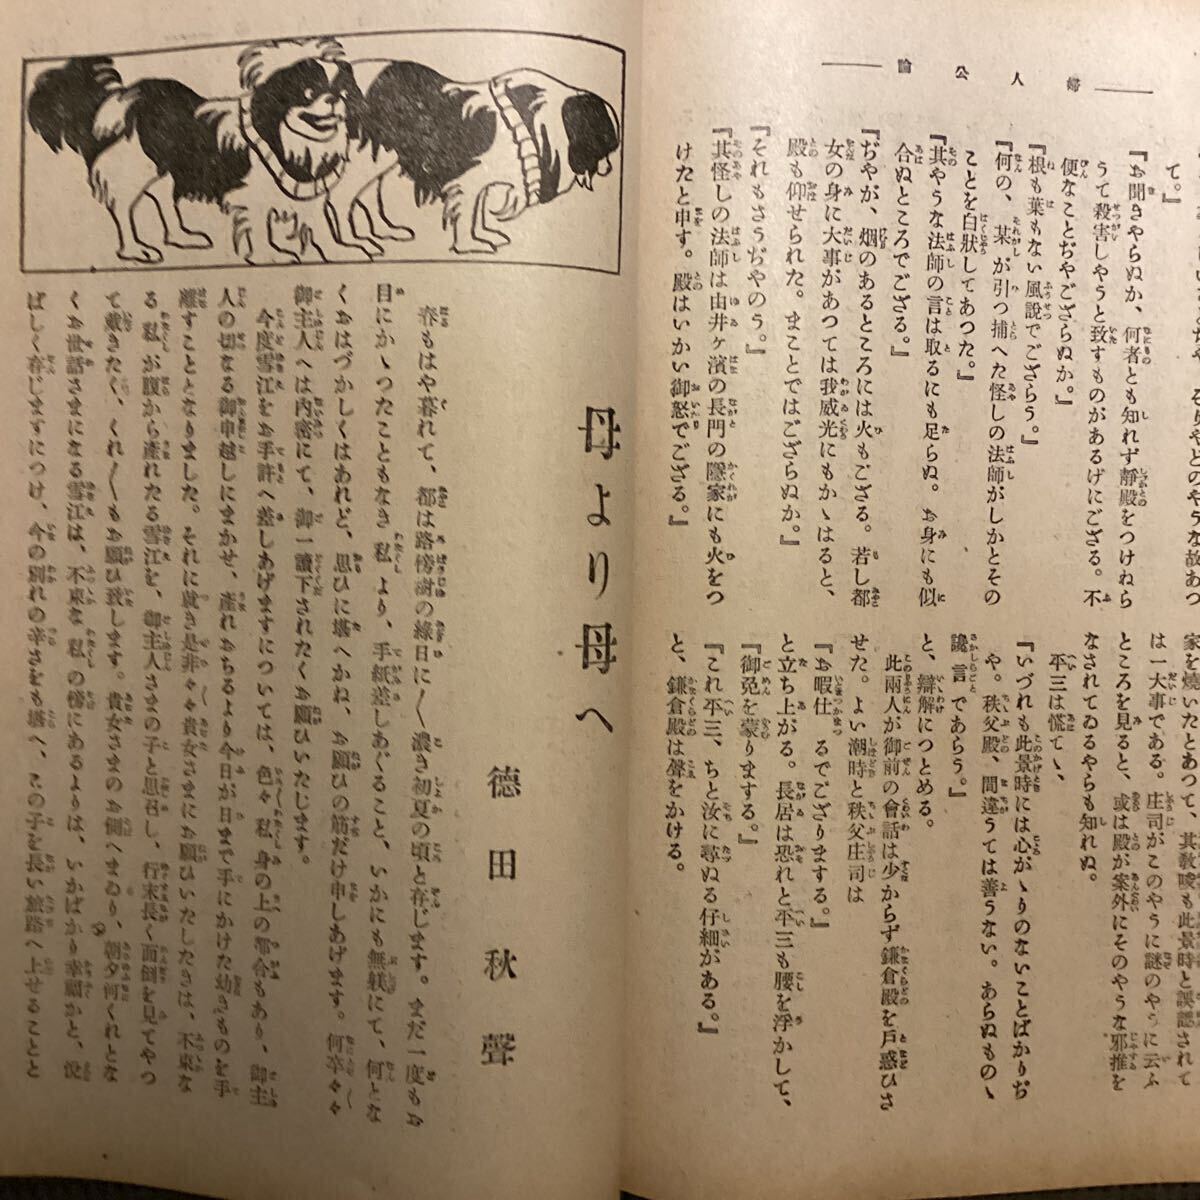 婦人公論
て。』
『お聞きやらぬか、何者とも知れず靜殿をつけねら
うて殺害しやうと致すものがあるげにござる。不
便なことぢやござらぬか。』
『根も葉もない風説でござらう。』
『何の、某が引つ捕へた怪しの法師がしかとその
ことを白狀してあつた。』
『其やうな法師の言は取るにも足らぬ。お身にも似
合ぬところでござる。』
『ぢやが、烟のあるところには火もござる。若し都
女の身に大事があつては我威光にもかゝはると、
殿も仰せられた。まことではござらぬか。』
『それもさうぢやのう。』
『其怪しの法師は由井ヶ濱の長門の隱家にも火をつ
けたと申す。殿はいかい御怒でござる。』
家を燒いたとあつて、其教唆も此景時と誤認されて
は一大事である。庄司がこのやうに謎のやうに云ふ
ところを見ると、或は殿が案外にそのやうな邪推を
なされてゐるやらも知れぬ。
平三は慌てゝ、
『いづれも此景時には心がゝりのないことばかりぢ
や。秩父殿、間違うては善うない。あらぬものゝ
讒言であらう。』
と、辯解につとめる。
此兩人が御前の會話は少からず鎌倉殿を戸惑ひさ
せた。よい潮時と秩父庄司は
『お暇仕るでござりまする。』
と立ち上がる。長居は恐れと平三も腰を浮かして、
『御免を蒙りまする。』
『これ平三、ちと汝に尋ぬる仔細がある。』
と、鎌倉殿は聲をかける。
母より母へ
德田秋聲
春もはや暮れて、都は路傍樹の綠日に〳〵濃き初夏の頃と存じます。まだ一度もお
目にかゝつたこともなき私より、手紙差しあぐること、いかにも無躾にて、何とな
くおはづかしくはあれど、思ひに堪へかね、お願ひの筋だけ申しあげます。何卒々々
御主人へは内密にて、御一讀下されたくお願ひいたします。
今度雪江をお手許へ差しあげますについては、色々私身の上の都合もあり、御主
人の切なる御申越しにまかせ、產れおちるより今日が日まで手にかけた幼きものを手
離すこととなりました。それに就き是非々々貴女さまにお願ひいたしたきは、不束な
る私が腹から產れたる雪江を、御主人さまの子と思召し、行末長く面倒を見てやつ
て戴きたく、くれ〴〵もお願ひ致します。貴女さまのお側へまゐり、朝夕何くれとな
くお世話さまになる雪江は、不束な私の傍にあるよりは、いかばかり幸福かと、悅
ばしく存じますにつけ、今の別れの辛さをも堪へ、この子を長い旅路へ上せることと